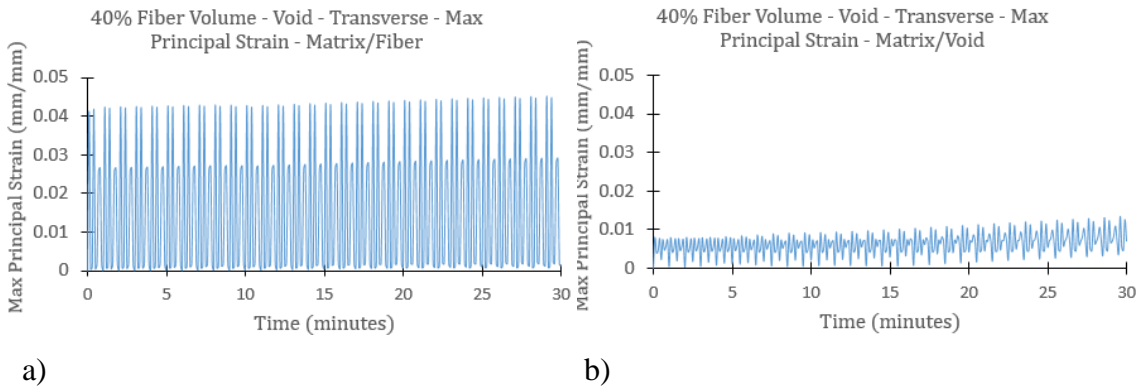 40% Fiber Volume - Void - Transverse - Max
Principal Strain - Matrix/Fiber
Max Principal Strain (mm/mm)
0.05
0.04
0.03
0.02
0.01
0
0 5 10 15 20 25 30
Time (minutes)
a)
40% Fiber Volume - Void - Transverse - Max
Principal Strain - Matrix/Void
Max Principal Strain (mm/mm)
0.05
0.04
0.03
0.02
0.01
0
0 5 10 15 20 25 30
Time (minutes)
b)